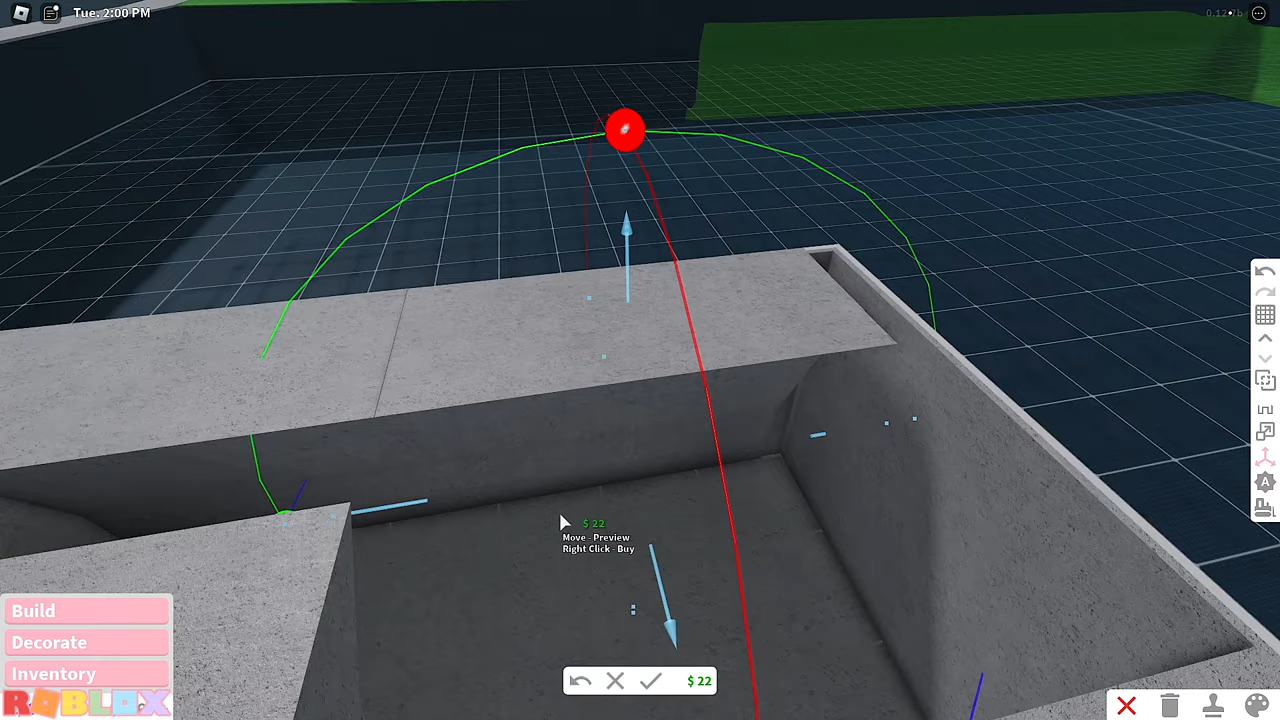 Tue. 2:00 PM
$ 22
Move - Preview
Right Click - Buy
Build
Decorate
Inventory
ROBLOX
$ 22
A